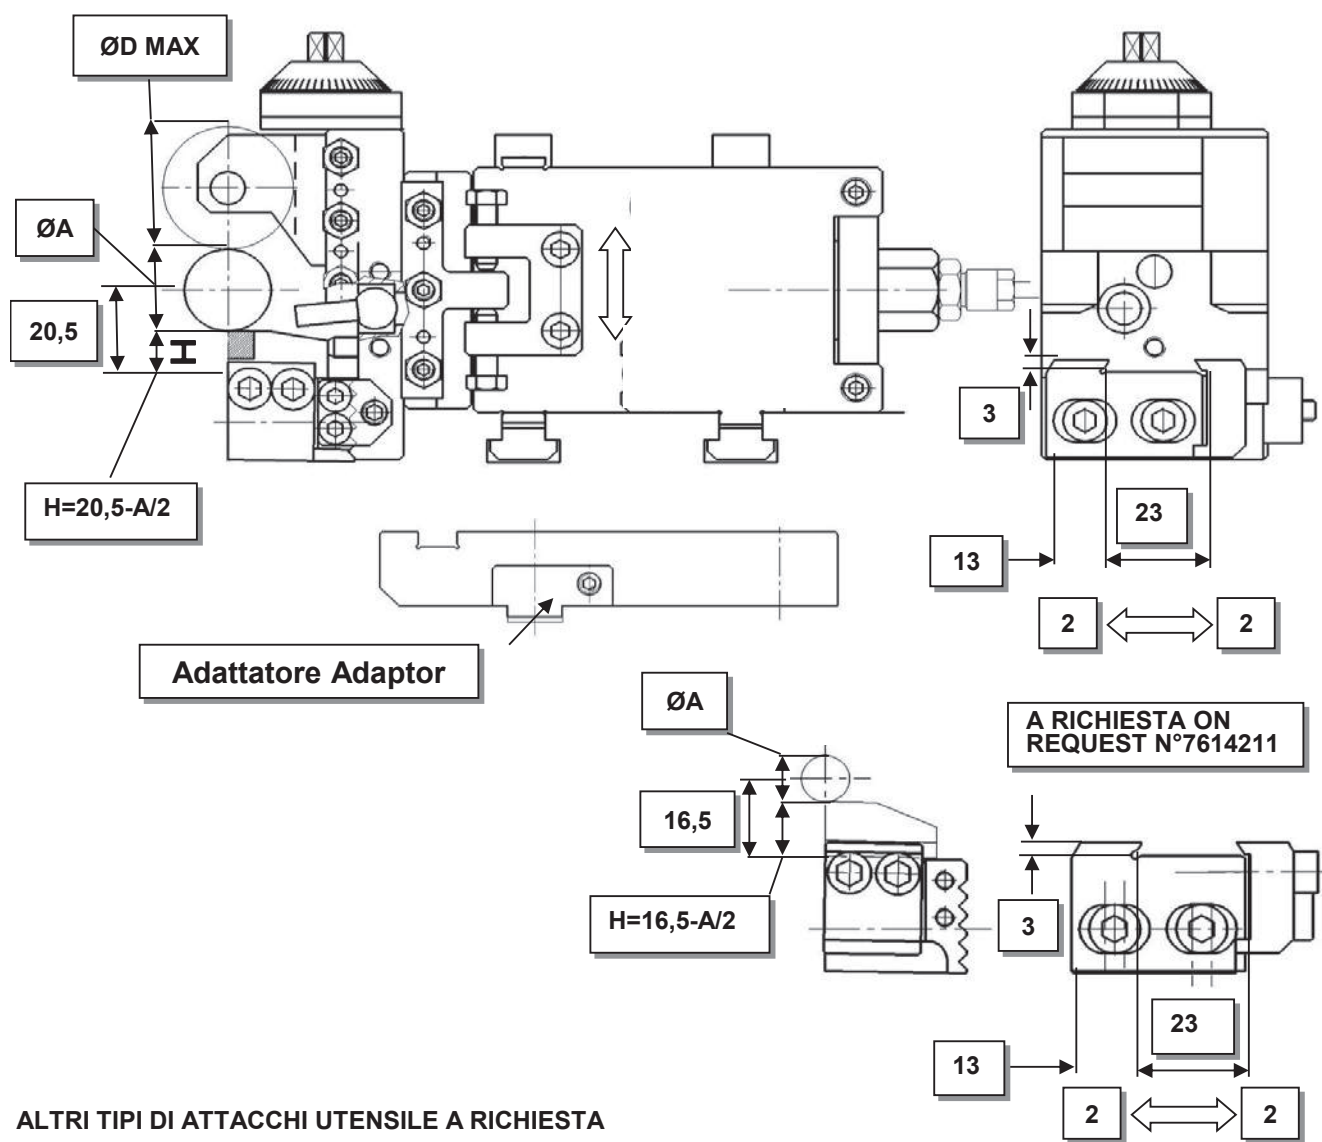 ØD MAX
ØA
20,5
H
H=20,5-A/2
3
23
13
2
2
Adattatore Adaptor
ØA
A RICHIESTA ON
REQUEST N°7614211
16,5
H=16,5-A/2
3
23
13
2
2
ALTRI TIPI DI ATTACCHI UTENSILE A RICHIESTA